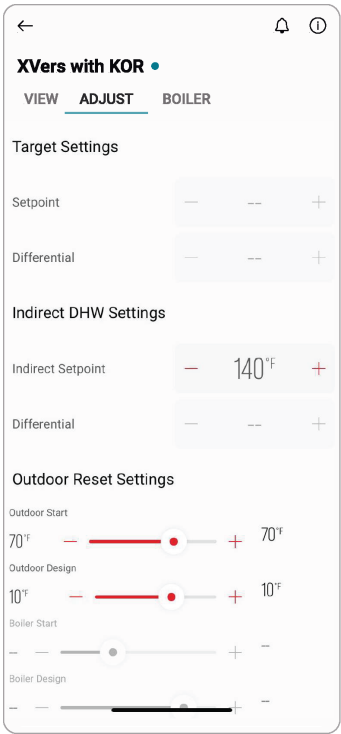 XVers with KOR
VIEW ADJUST BOILER
Target Settings
Setpoint − -- +
Differential − -- +
Indirect DHW Settings
Indirect Setpoint − 140°F +
Differential − -- +
Outdoor Reset Settings
Outdoor Start
70°F − + 70°F
Outdoor Design
10°F − + 10°F
Boiler Start
-- − + --
Boiler Design
-- − + --